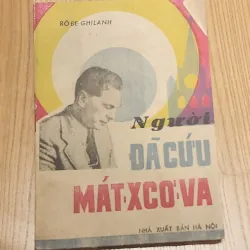 RÔBE GHILANH
Người
ĐÃ CỨU
MÁT-XCƠ-VA
NHÀ XUẤT BẢN HÀ NỘI